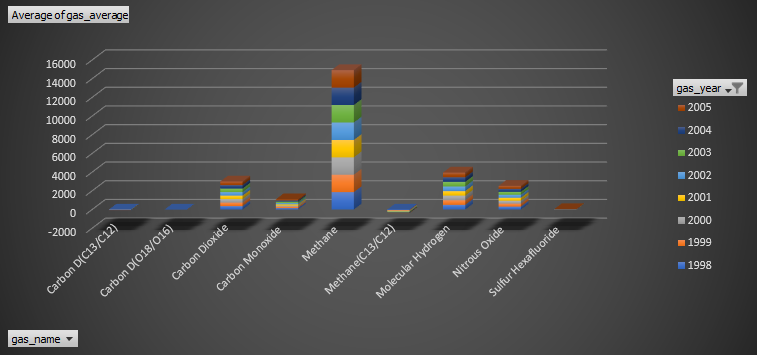 Average of gas_average
16000
14000
12000
10000
8000
6000
4000
2000
0
-2000
Carbon D(C13/C12)
Carbon D(O18/O16)
Carbon Dioxide
Carbon Monoxide
Methane
Methane(C13/C12)
Molecular Hydrogen
Nitrous Oxide
Sulfur Hexafluoride
gas_year
2005
2004
2003
2002
2001
2000
1999
1998
gas_name